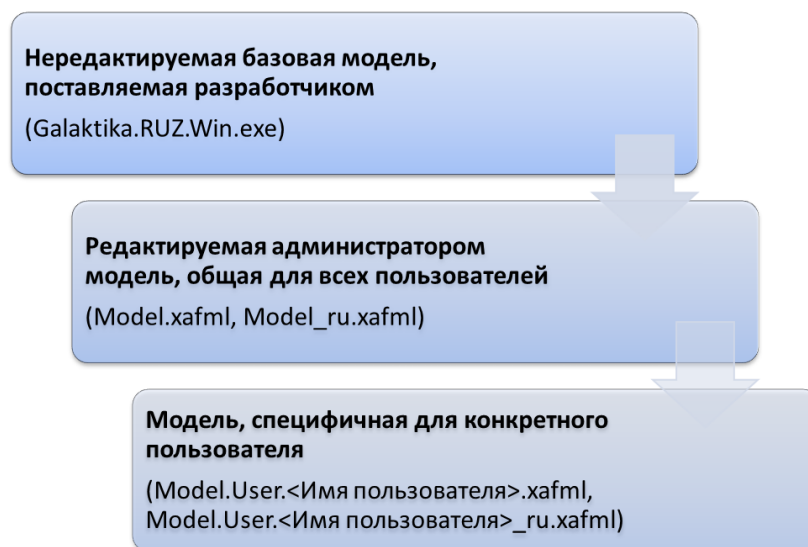 Нередактируемая базовая модель,
поставляемая разработчиком
(Galaktika.RUZ.Win.exe)
Редактируемая администратором
модель, общая для всех пользователей
(Model.xafml, Model_ru.xafml)
Модель, специфичная для конкретного
пользователя
(Model.User.<Имя пользователя>.xafml,
Model.User.<Имя пользователя>_ru.xafml)